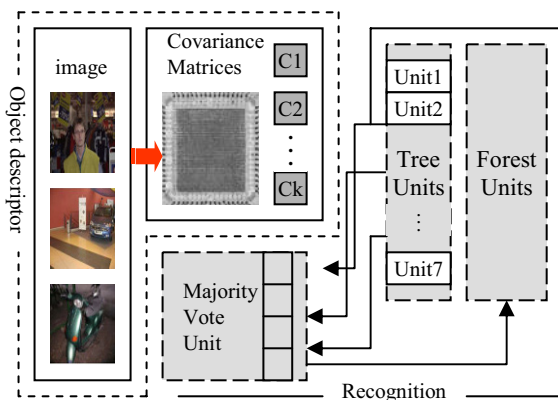 Object descriptor
image
Covariance
Matrices
C1
C2
Ck
Unit1
Unit2
Tree
Units
Unit7
Forest
Units
Majority
Vote
Unit
Recognition